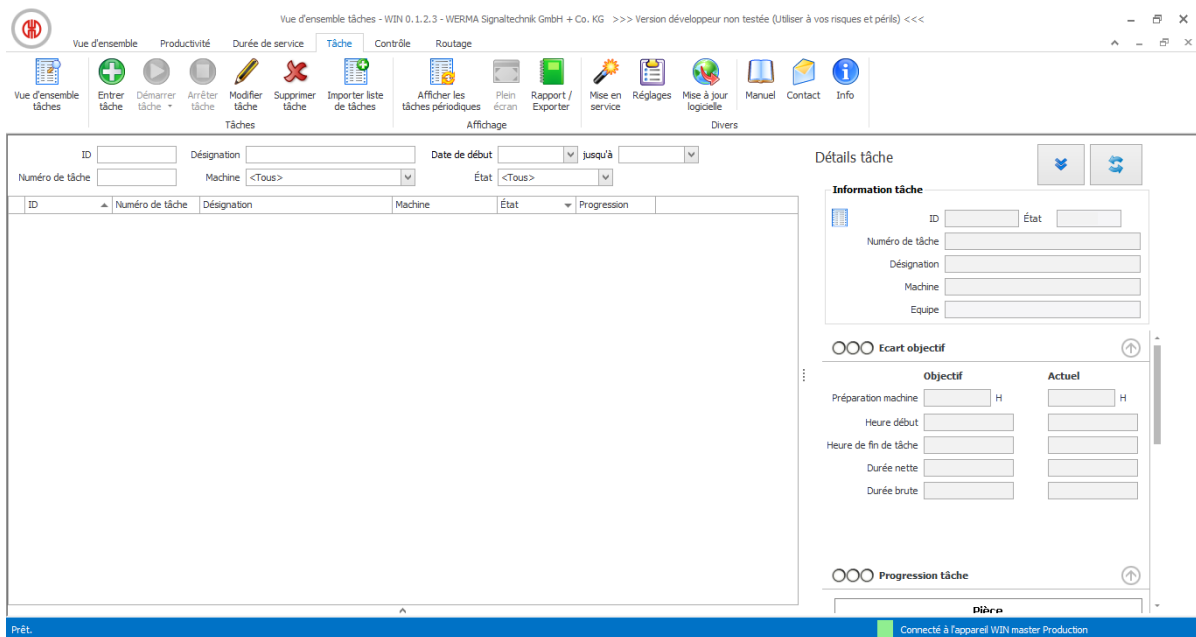 Vue d'ensemble tâches - WIN 0.1.2.3 - WERMA Signaltechnik GmbH + Co. KG >>> Version développeur non testée (Utiliser à vos risques et périls) <<<
Vue d'ensemble Productivité Durée de service Tâche Contrôle Routage
Vue d'ensemble tâches
Entrer tâche
Démarrer tâche
Arrêter tâche
Modifier tâche
Supprimer tâche
Importer liste de tâches
Afficher les tâches périodiques
Plein écran
Rapport / Exporter
Mise en service
Réglages
Mise à jour logicielle
Manuel
Contact
Info
Tâches Affichage Divers
ID Désignation Date de début jusqu'à
Numéro de tâche Machine <Tous> État <Tous>
ID Numéro de tâche Désignation Machine État Progression
Détails tâche
Information tâche
ID État
Numéro de tâche
Désignation
Machine
Equipe
Ecart objectif
Objectif Actuel
Préparation machine H H
Heure début
Heure de fin de tâche
Durée nette
Durée brute
Progression tâche
Pièce
Prêt. Connecté à l'appareil WIN master Production